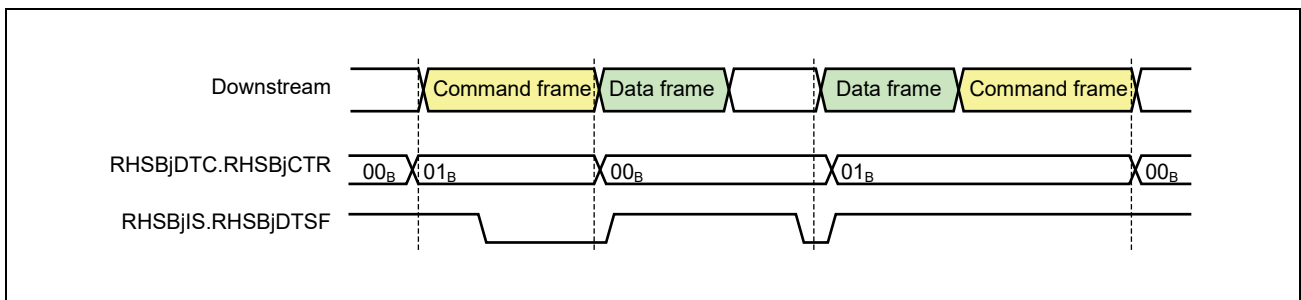 Downstream Command frame Data frame Data frame Command frame
RHSBjDTC.RHSBjCTR 00B 01B 00B 01B 00B
RHSBjIS.RHSBjDTSF